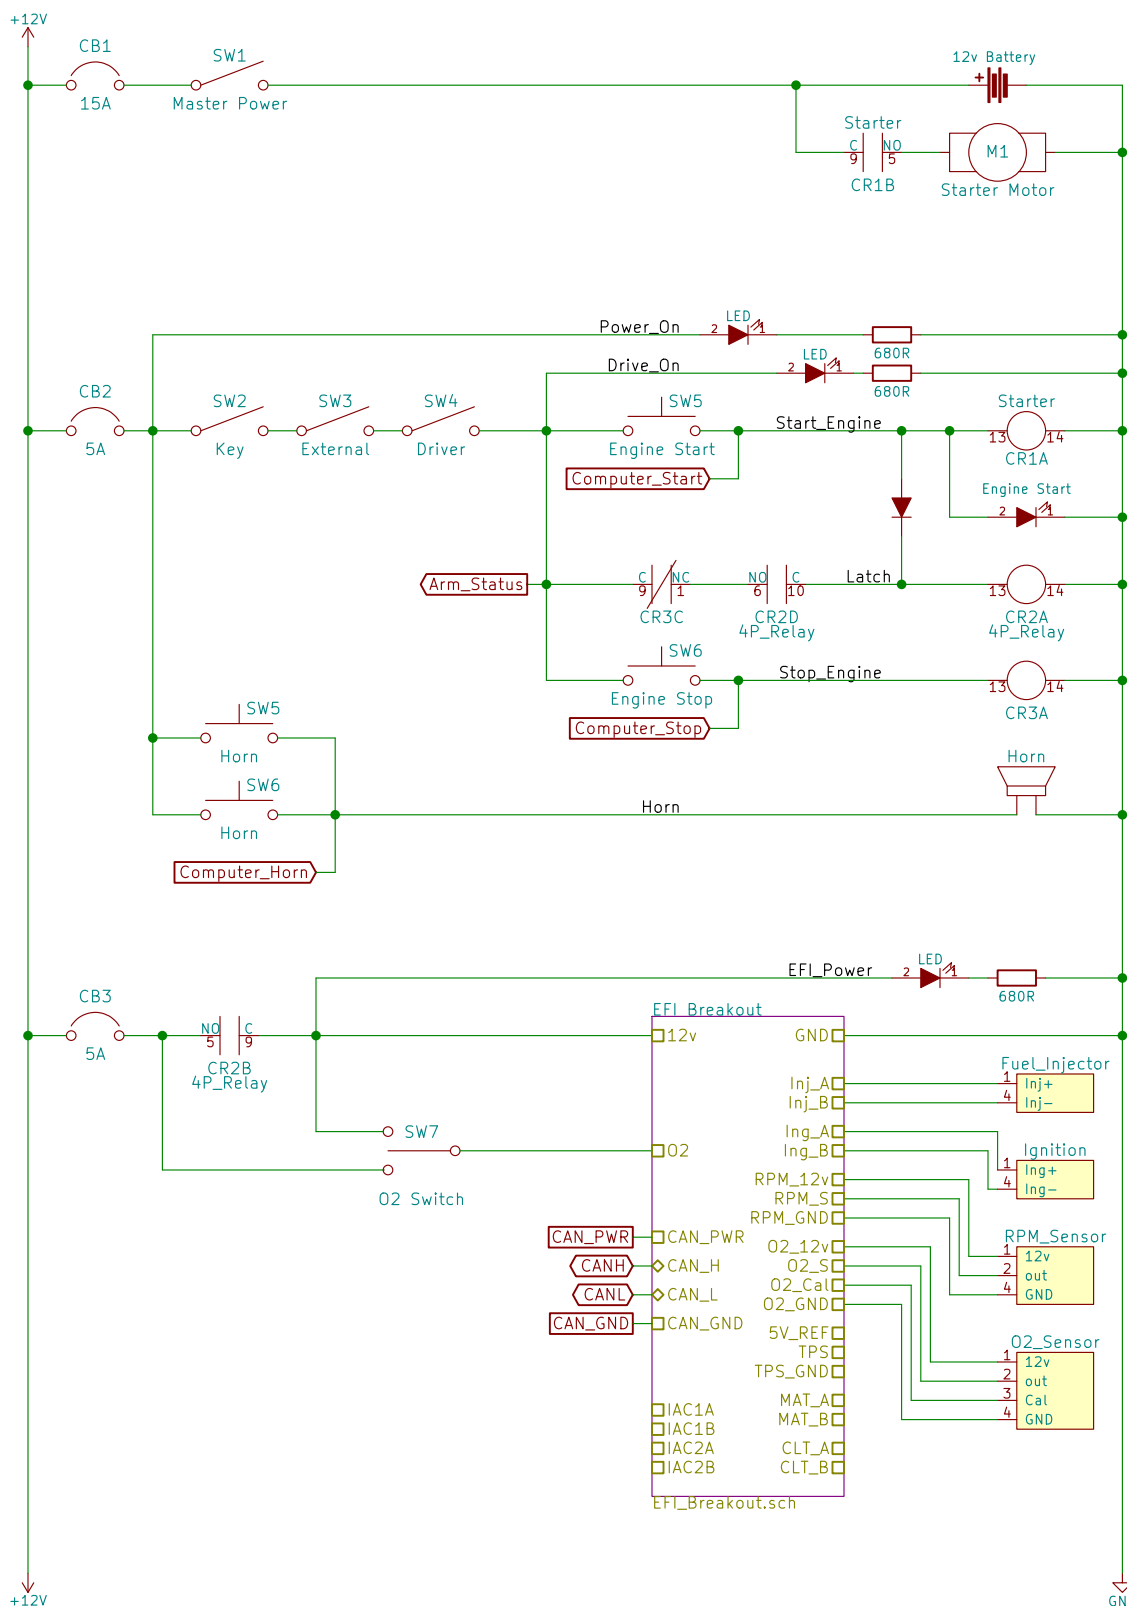 +12V
CB1
15A
SW1
Master Power
12v Battery
+
Starter
C
9
NO
5
CR1B
M1
Starter Motor
Power_On
LED
2
1
680R
Drive_On
LED
2
1
680R
CB2
5A
SW2
Key
SW3
External
SW4
Driver
SW5
Engine Start
Start_Engine
Starter
13
14
CR1A
Computer_Start
Engine Start
2
1
Arm_Status
C
9
NC
1
CR3C
NO
6
C
10
CR2D
4P_Relay
Latch
13
14
CR2A
4P_Relay
SW6
Engine Stop
Stop_Engine
13
14
CR3A
Computer_Stop
SW5
Horn
SW6
Horn
Horn
Horn
Computer_Horn
EFI_Power
LED
2
1
680R
CB3
5A
NO
5
C
9
CR2B
4P_Relay
SW7
O2 Switch
EFI Breakout
12v
O2
CAN_PWR
CAN_PWR
CANH
CAN_H
CANL
CAN_L
CAN_GND
CAN_GND
IAC1A
IAC1B
IAC2A
IAC2B
GND
Inj_A
Inj_B
Ing_A
Ing_B
RPM_12v
RPM_S
RPM_GND
O2_12v
O2_S
O2_Cal
O2_GND
5V_REF
TPS
TPS_GND
MAT_A
MAT_B
CLT_A
CLT_B
EFI_Breakout.sch
Fuel_Injector
1 Inj+
4 Inj-
Ignition
1 Ing+
4 Ing-
RPM_Sensor
1 12v
2 out
4 GND
O2_Sensor
1 12v
2 out
3 Cal
4 GND
+12V
GN